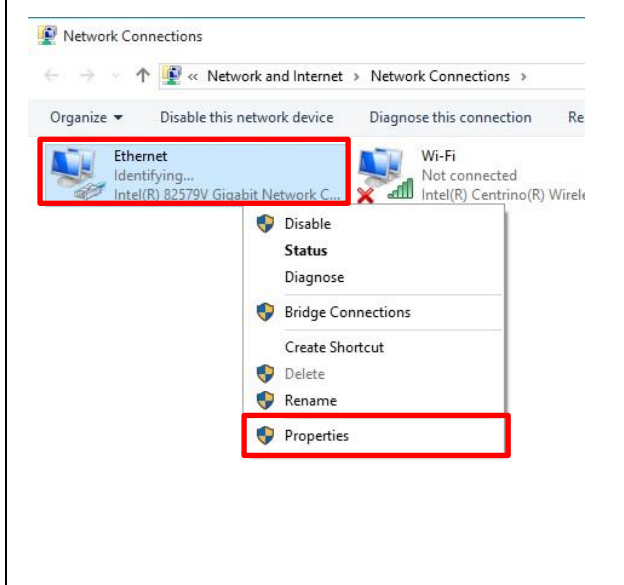 Network Connections
« Network and Internet > Network Connections >
Organize ▾ Disable this network device Diagnose this connection Re
Ethernet
Identifying...
Intel(R) 82579V Gigabit Network C...
Wi-Fi
Not connected
Intel(R) Centrino(R) Wirele
Disable
Status
Diagnose
Bridge Connections
Create Shortcut
Delete
Rename
Properties